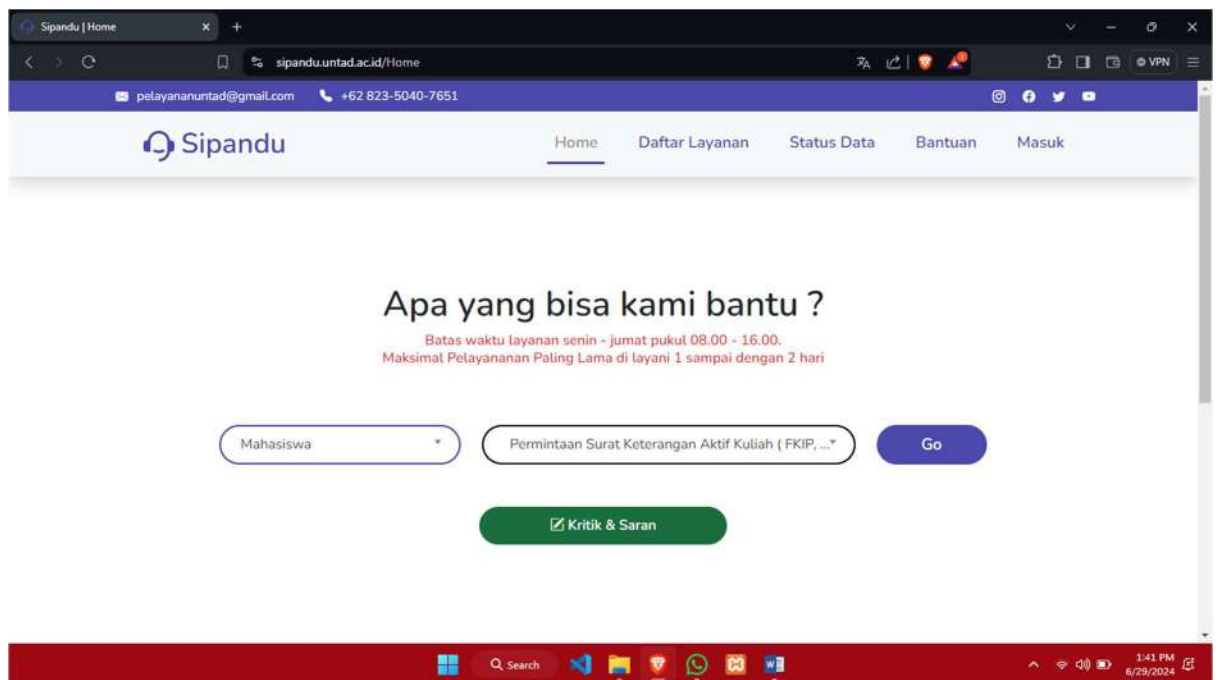 Sipandu | Home
sipandu.untad.ac.id/Home
VPN
pelayananuntad@gmail.com +62 823-5040-7651
Sipandu Home Daftar Layanan Status Data Bantuan Masuk
Apa yang bisa kami bantu ?
Batas waktu layanan senin - jumat pukul 08.00 - 16.00.
Maksimal Pelayananan Paling Lama di layani 1 sampai dengan 2 hari
Mahasiswa Permintaan Surat Keterangan Aktif Kuliah ( FKIP, ... Go
Kritik & Saran
Search
1:41 PM
6/29/2024